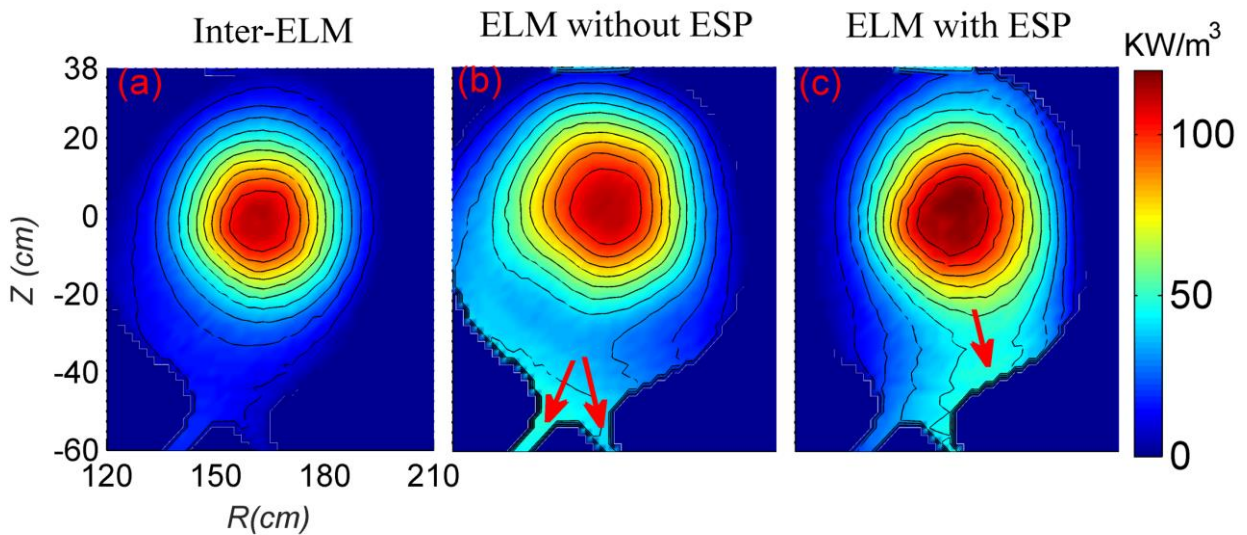 Inter-ELM
ELM without ESP
ELM with ESP
KW/m³
(a)
(b)
(c)
38
20
0
-20
-40
-60
Z (cm)
120
150
180
210
R(cm)
100
50
0